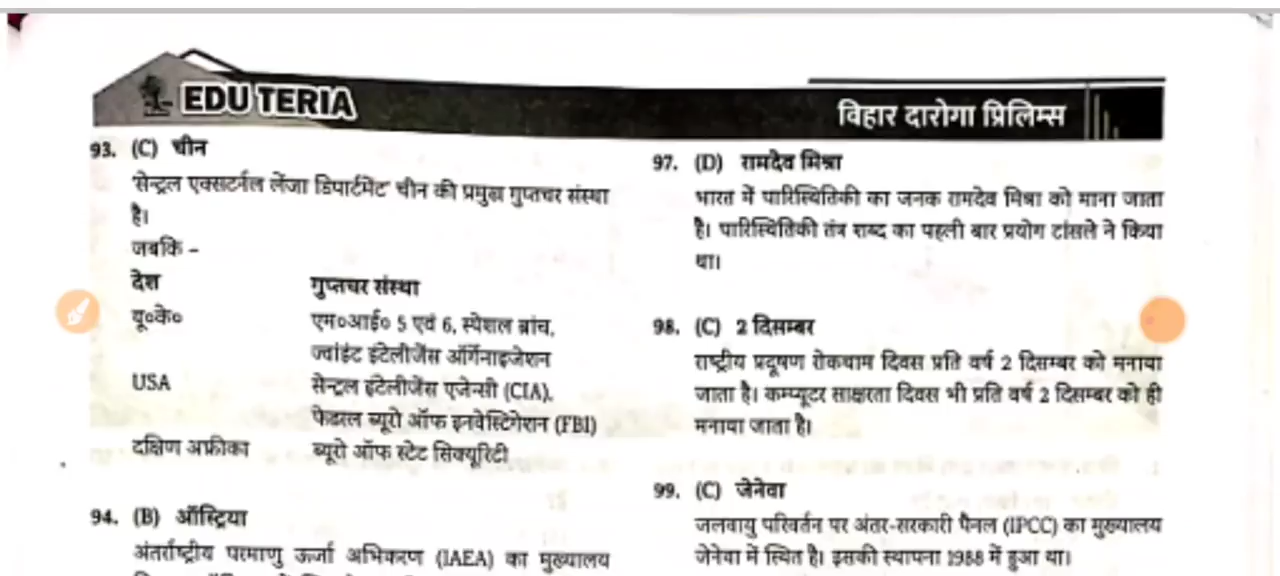 EDU TERIA
विहार दारोगा प्रिलिम्स
93. (C) चीन
'सेन्ट्रल एक्सटर्नल लेंजा डिपार्टमेंट' चीन की प्रमुख गुप्तचर संस्था
है।
जबकि –
देश गुप्तचर संस्था
यू०के० एम०आई० 5 एवं 6, स्पेशल ब्रांच,
ज्वांइंट इंटेलीजेंस ऑर्गेनाइजेशन
USA सेन्ट्रल इंटेलीजेंस एजेन्सी (CIA),
फेडरल ब्यूरो ऑफ इनवेस्टिगेशन (FBI)
दक्षिण अफ्रीका ब्यूरो ऑफ स्टेट सिक्यूरिटी
94. (B) ऑस्ट्रिया
अंतर्राष्ट्रीय परमाणु ऊर्जा अभिकरण (IAEA) का मुख्यालय
97. (D) रामदेव मिश्रा
भारत में पारिस्थितिकी का जनक रामदेव मिश्रा को माना जाता
है। पारिस्थितिकी तंत्र शब्द का पहली बार प्रयोग टांसले ने किया
था।
98. (C) 2 दिसम्बर
राष्ट्रीय प्रदूषण रोकथाम दिवस प्रति वर्ष 2 दिसम्बर को मनाया
जाता है। कम्प्यूटर साक्षरता दिवस भी प्रति वर्ष 2 दिसम्बर को ही
मनाया जाता है।
99. (C) जेनेवा
जलवायु परिवर्तन पर अंतर-सरकारी पैनल (IPCC) का मुख्यालय
जेनेवा में स्थित है। इसकी स्थापना 1988 में हुआ था।